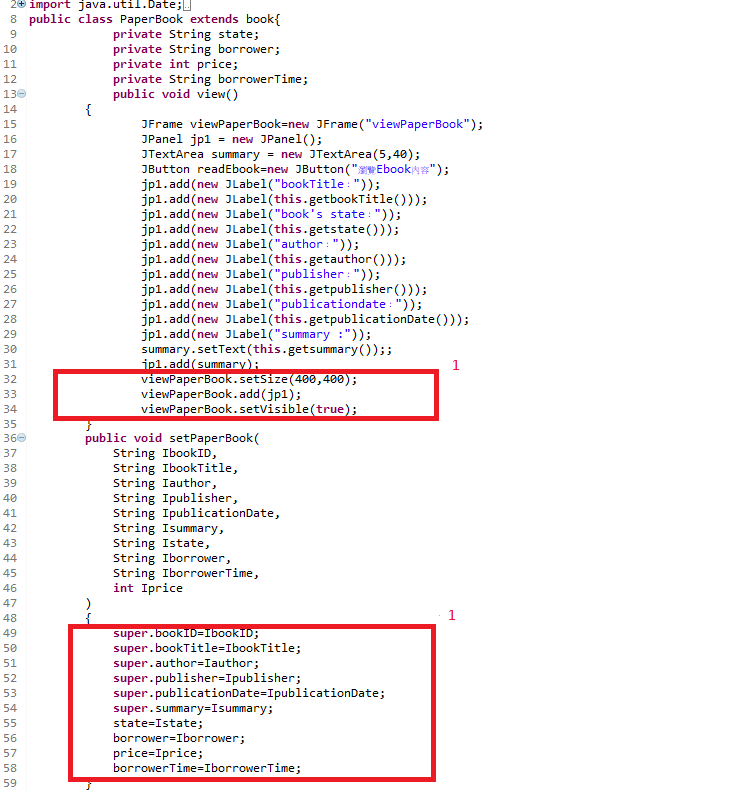 2 import java.util.Date;
8 public class PaperBook extends book{
9 private String state;
10 private String borrower;
11 private int price;
12 private String borrowerTime;
13 public void view()
14 {
15 JFrame viewPaperBook=new JFrame("viewPaperBook");
16 JPanel jp1 = new JPanel();
17 JTextArea summary = new JTextArea(5,40);
18 JButton readEbook=new JButton("瀏覽Ebook內容");
19 jp1.add(new JLabel("bookTitle："));
20 jp1.add(new JLabel(this.getbookTitle()));
21 jp1.add(new JLabel("book's state："));
22 jp1.add(new JLabel(this.getstate()));
23 jp1.add(new JLabel("author："));
24 jp1.add(new JLabel(this.getauthor()));
25 jp1.add(new JLabel("publisher："));
26 jp1.add(new JLabel(this.getpublisher()));
27 jp1.add(new JLabel("publicationdate："));
28 jp1.add(new JLabel(this.getpublicationDate()));
29 jp1.add(new JLabel("summary :"));
30 summary.setText(this.getsummary());;
31 jp1.add(summary);
1
32 viewPaperBook.setSize(400,400);
33 viewPaperBook.add(jp1);
34 viewPaperBook.setVisible(true);
35 }
36 public void setPaperBook(
37 String IbookID,
38 String IbookTitle,
39 String Iauthor,
40 String Ipublisher,
41 String IpublicationDate,
42 String Isummary,
43 String Istate,
44 String Iborrower,
45 String IborrowerTime,
46 int Iprice
47 )
48 {
1
49 super.bookID=IbookID;
50 super.bookTitle=IbookTitle;
51 super.author=Iauthor;
52 super.publisher=Ipublisher;
53 super.publicationDate=IpublicationDate;
54 super.summary=Isummary;
55 state=Istate;
56 borrower=Iborrower;
57 price=Iprice;
58 borrowerTime=IborrowerTime;
59 }